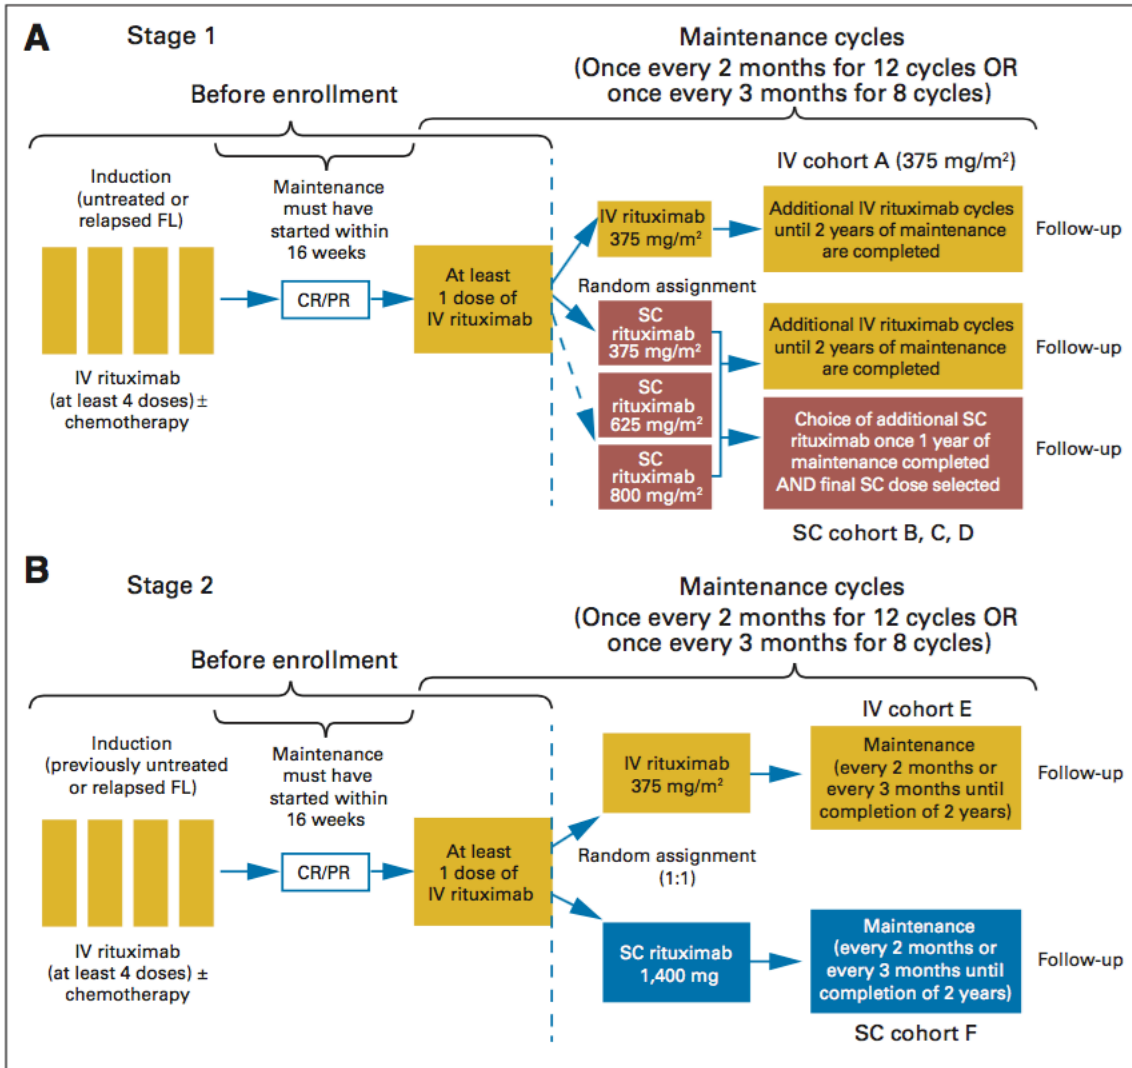 A
Stage 1
Maintenance cycles
(Once every 2 months for 12 cycles OR
once every 3 months for 8 cycles)
Before enrollment
Induction
(untreated or
relapsed FL)
IV rituximab
(at least 4 doses) ±
chemotherapy
Maintenance
must have
started within
16 weeks
CR/PR
At least
1 dose of
IV rituximab
IV cohort A (375 mg/m²)
IV rituximab
375 mg/m²
Additional IV rituximab cycles
until 2 years of maintenance
are completed
Follow-up
Random assignment
SC
rituximab
375 mg/m²
SC
rituximab
625 mg/m²
SC
rituximab
800 mg/m²
Additional IV rituximab cycles
until 2 years of maintenance
are completed
Follow-up
Choice of additional SC
rituximab once 1 year of
maintenance completed
AND final SC dose selected
Follow-up
SC cohort B, C, D
B
Stage 2
Maintenance cycles
(Once every 2 months for 12 cycles OR
once every 3 months for 8 cycles)
Before enrollment
Induction
(previously untreated
or relapsed FL)
IV rituximab
(at least 4 doses) ±
chemotherapy
Maintenance
must have
started within
16 weeks
CR/PR
At least
1 dose of
IV rituximab
IV cohort E
IV rituximab
375 mg/m²
Maintenance
(every 2 months or
every 3 months until
completion of 2 years)
Follow-up
Random assignment
(1:1)
SC rituximab
1,400 mg
Maintenance
(every 2 months or
every 3 months until
completion of 2 years)
Follow-up
SC cohort F